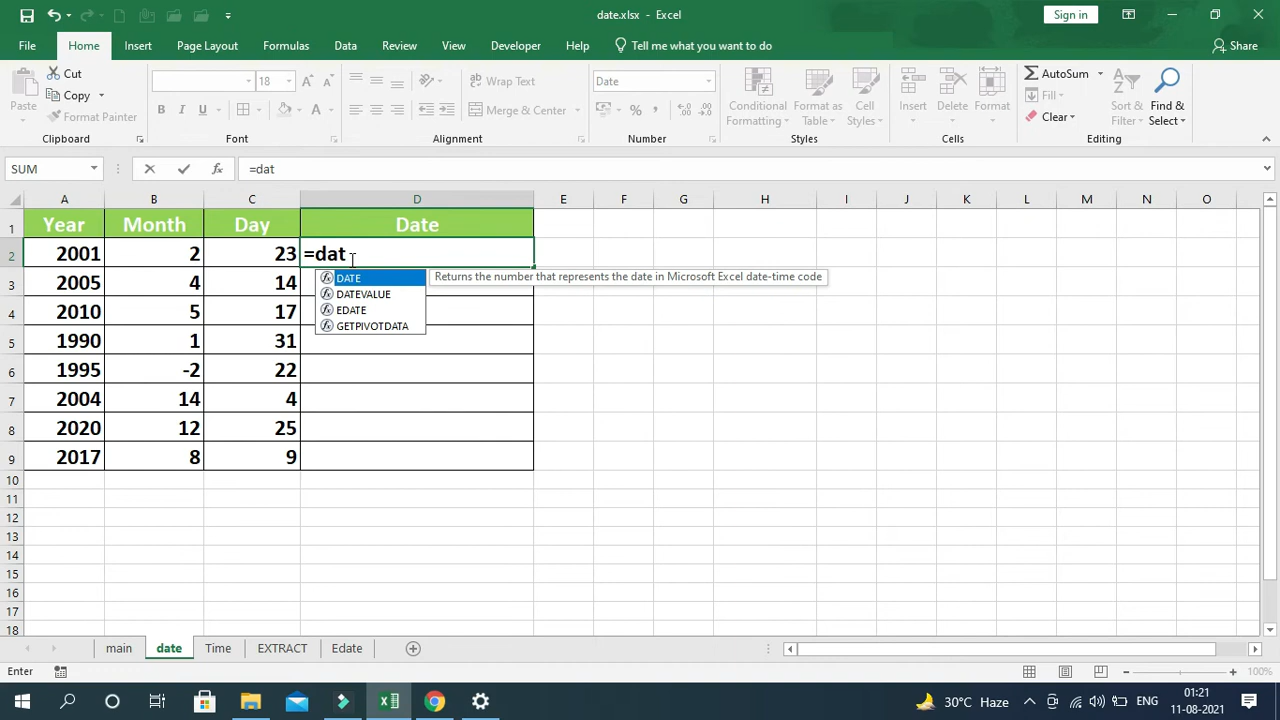 date.xlsx - Excel
Sign in
File Home Insert Page Layout Formulas Data Review View Developer Help Tell me what you want to do Share
Paste
Cut
Copy
Format Painter
Clipboard
18
Font
Wrap Text
Merge & Center
Alignment
Date
Number
Conditional Formatting
Format as Table
Cell Styles
Styles
Insert
Delete
Format
Cells
AutoSum
Fill
Clear
Sort & Filter
Find & Select
Editing
SUM =dat
A B C D E F G H I J K L M N O
1 Year Month Day Date
2 2001 2 23 =dat
DATE Returns the number that represents the date in Microsoft Excel date-time code
3 2005 4 14
DATEVALUE
4 2010 5 17
EDATE
GETPIVOTDATA
5 1990 1 31
6 1995 -2 22
7 2004 14 4
8 2020 12 25
9 2017 8 9
10
11
12
13
14
15
16
17
18
main date Time EXTRACT Edate
Enter 100%
30°C Haze ENG 01:21
11-08-2021